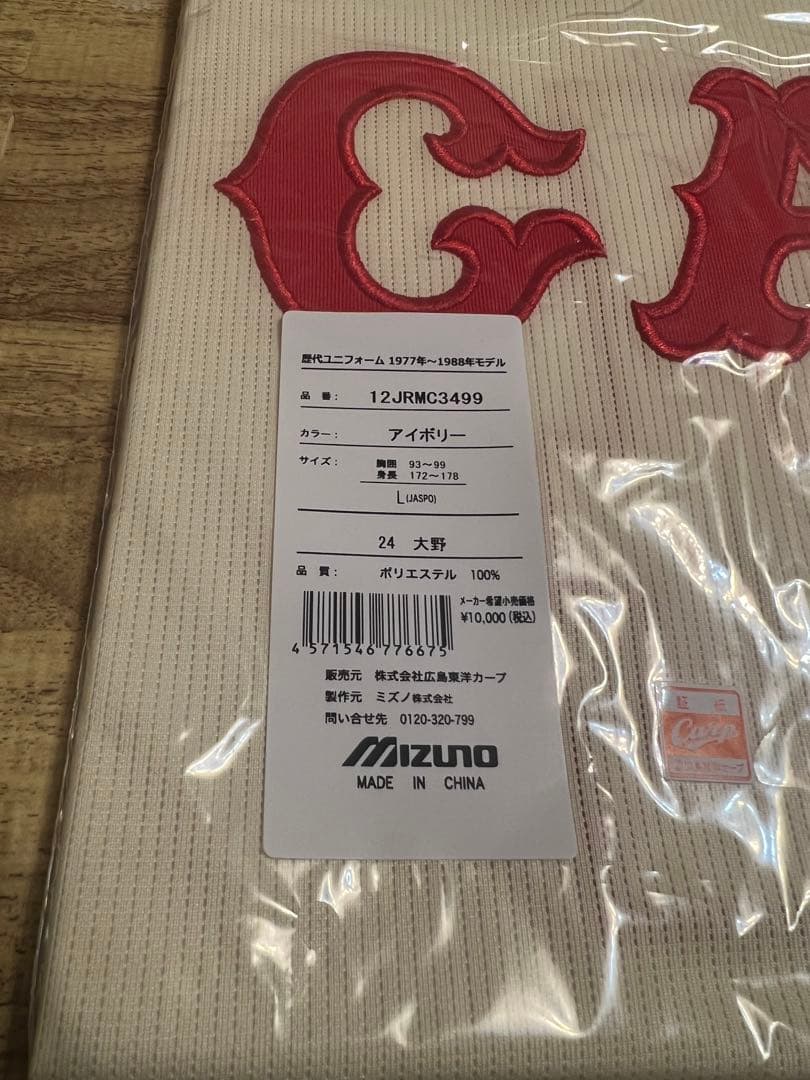 CA
歴代ユニフォーム 1977年～1988年モデル
品番： 12JRMC3499
カラー： アイボリー
サイズ： 胸囲 93～99
身長 172～178
L(JASPO)
24 大野
品質： ポリエステル 100%
メーカー希望小売価格
¥10,000(税込)
4 571546 776675
販売元 株式会社広島東洋カープ
製作元 ミズノ株式会社
問い合せ先 0120-320-799
MIZUNO
MADE IN CHINA
Carp